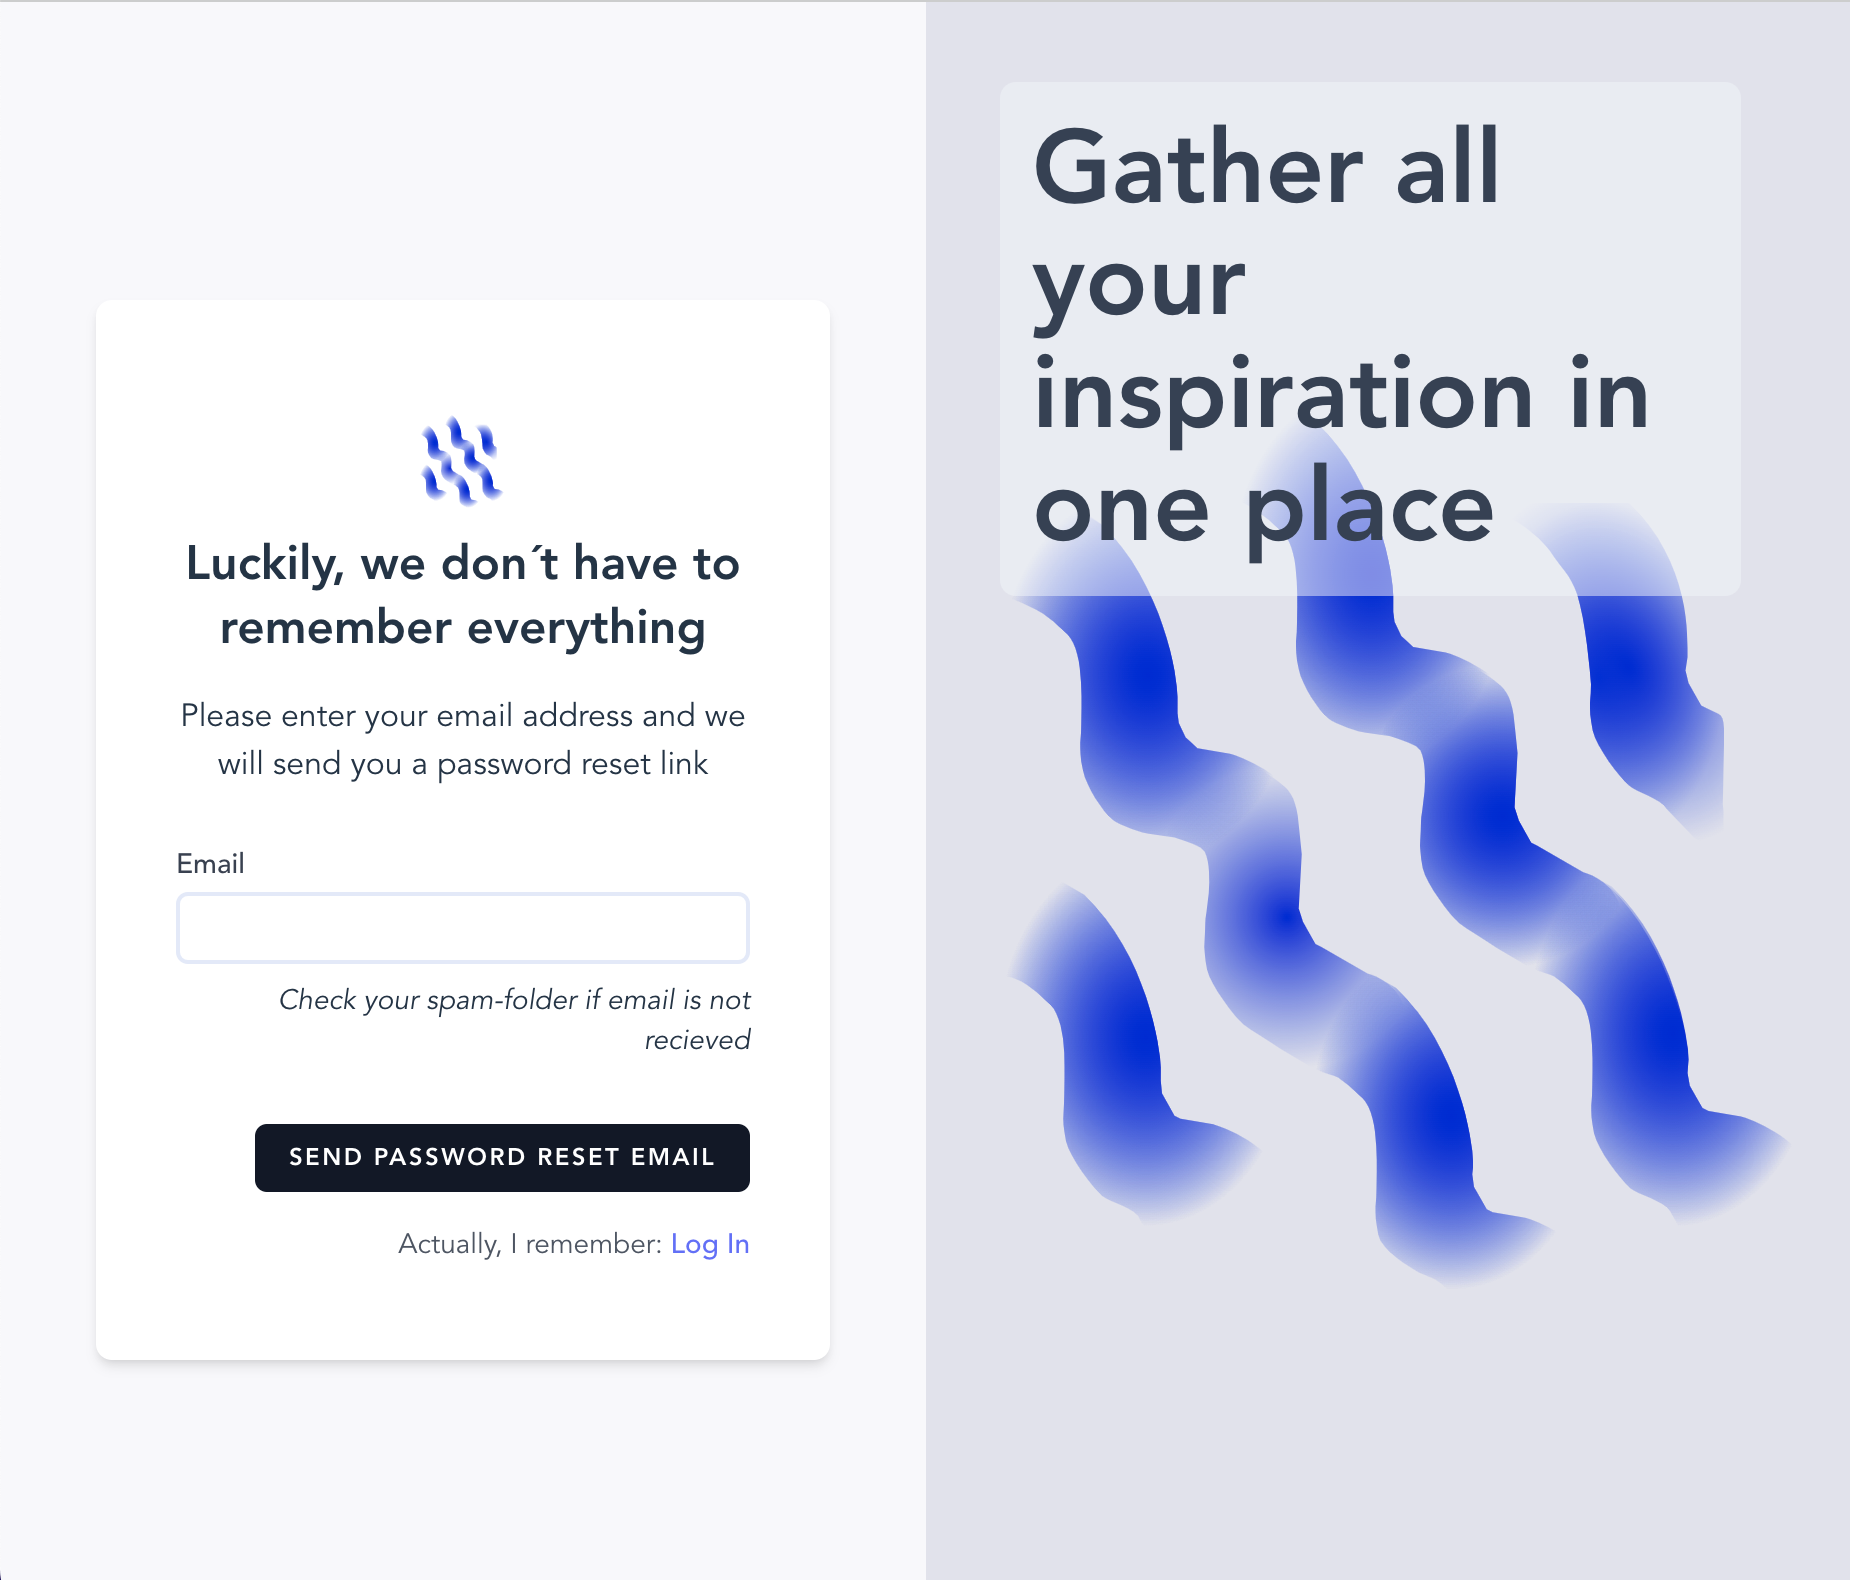 Luckily, we don´t have to
remember everything
Please enter your email address and we
will send you a password reset link
Email
Check your spam-folder if email is not
recieved
SEND PASSWORD RESET EMAIL
Actually, I remember: Log In
Gather all
your
inspiration in
one place